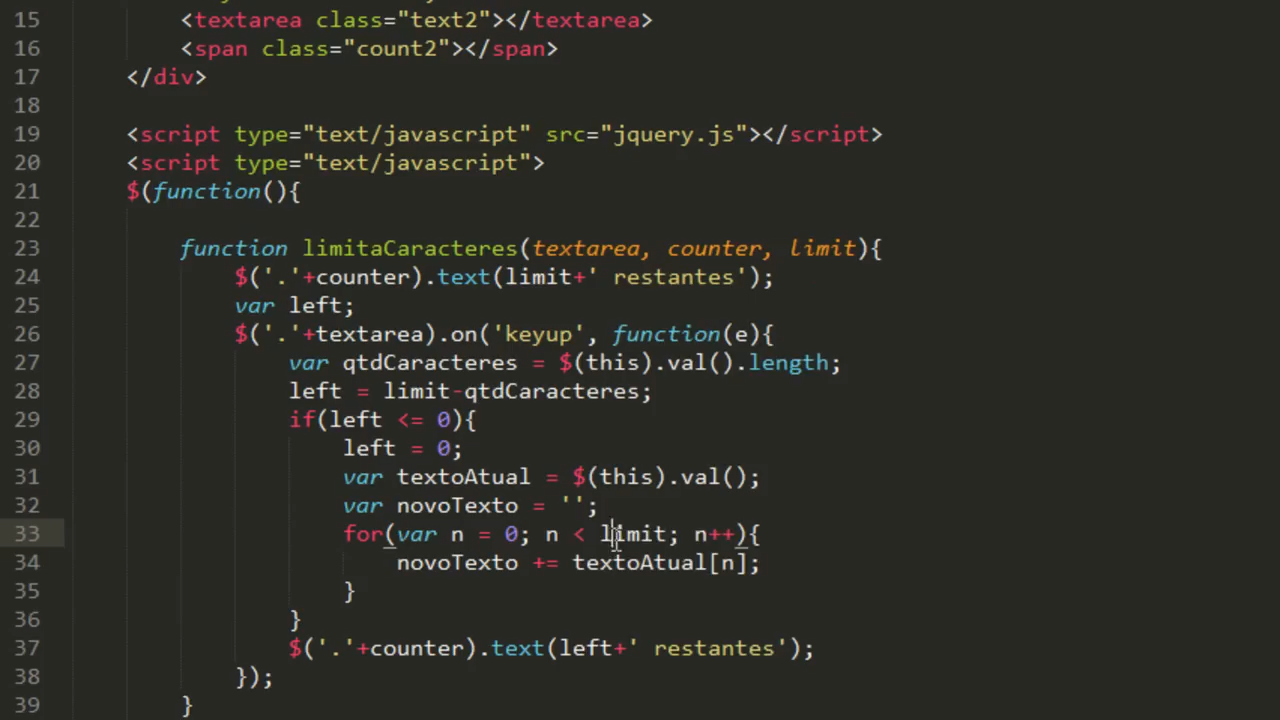 15 <textarea class="text2"></textarea>
16 <span class="count2"></span>
17 </div>
18
19 <script type="text/javascript" src="jquery.js"></script>
20 <script type="text/javascript">
21 $(function(){
22
23 function limitaCaracteres(textarea, counter, limit){
24 $('.'+counter).text(limit+' restantes');
25 var left;
26 $('.'+textarea).on('keyup', function(e){
27 var qtdCaracteres = $(this).val().length;
28 left = limit-qtdCaracteres;
29 if(left <= 0){
30 left = 0;
31 var textoAtual = $(this).val();
32 var novoTexto = '';
33 for(var n = 0; n < limit; n++){
34 novoTexto += textoAtual[n];
35 }
36 }
37 $('.'+counter).text(left+' restantes');
38 });
39 }